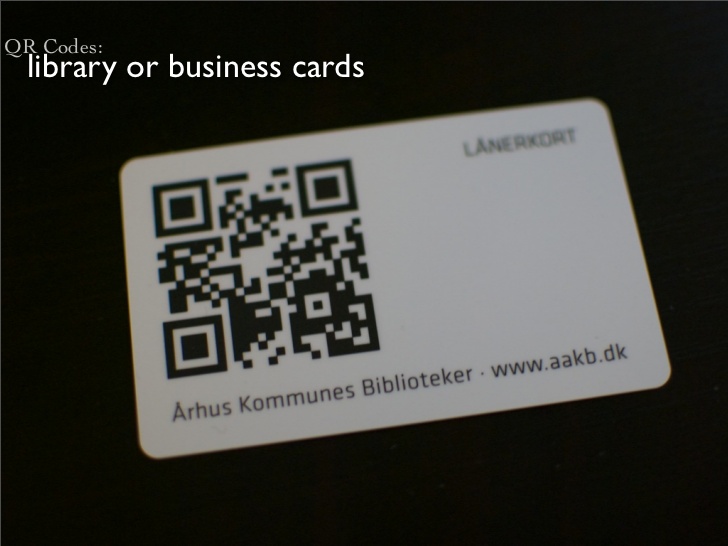 QR Codes:
library or business cards
LÅNERKORT
Århus Kommunes Biblioteker · www.aakb.dk